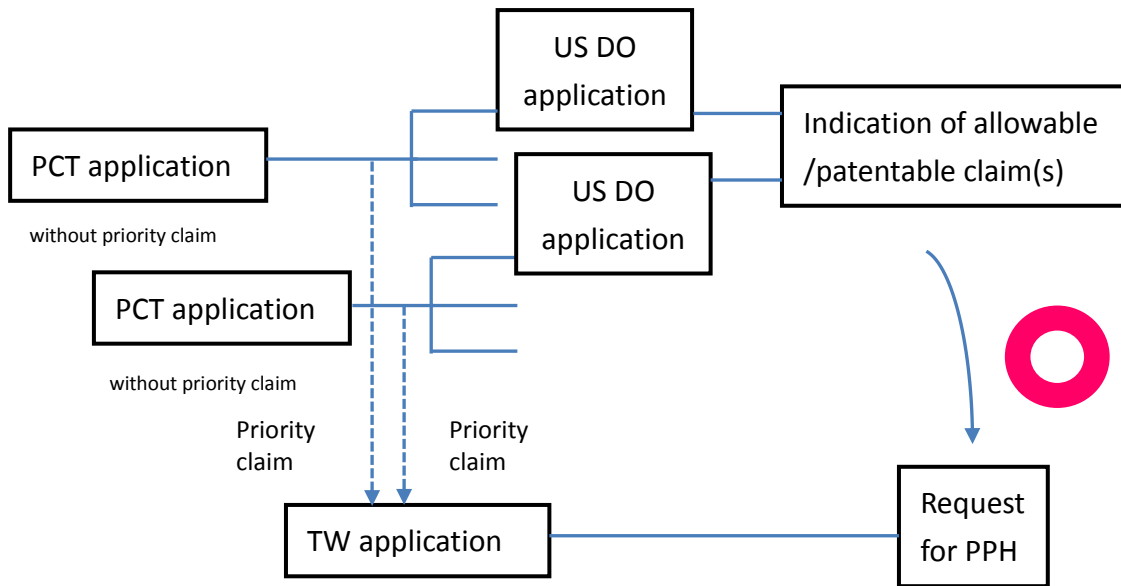 US DO
application
Indication of allowable
/patentable claim(s)
PCT application
without priority claim
US DO
application
PCT application
without priority claim
Priority
claim
Priority
claim
TW application
Request
for PPH